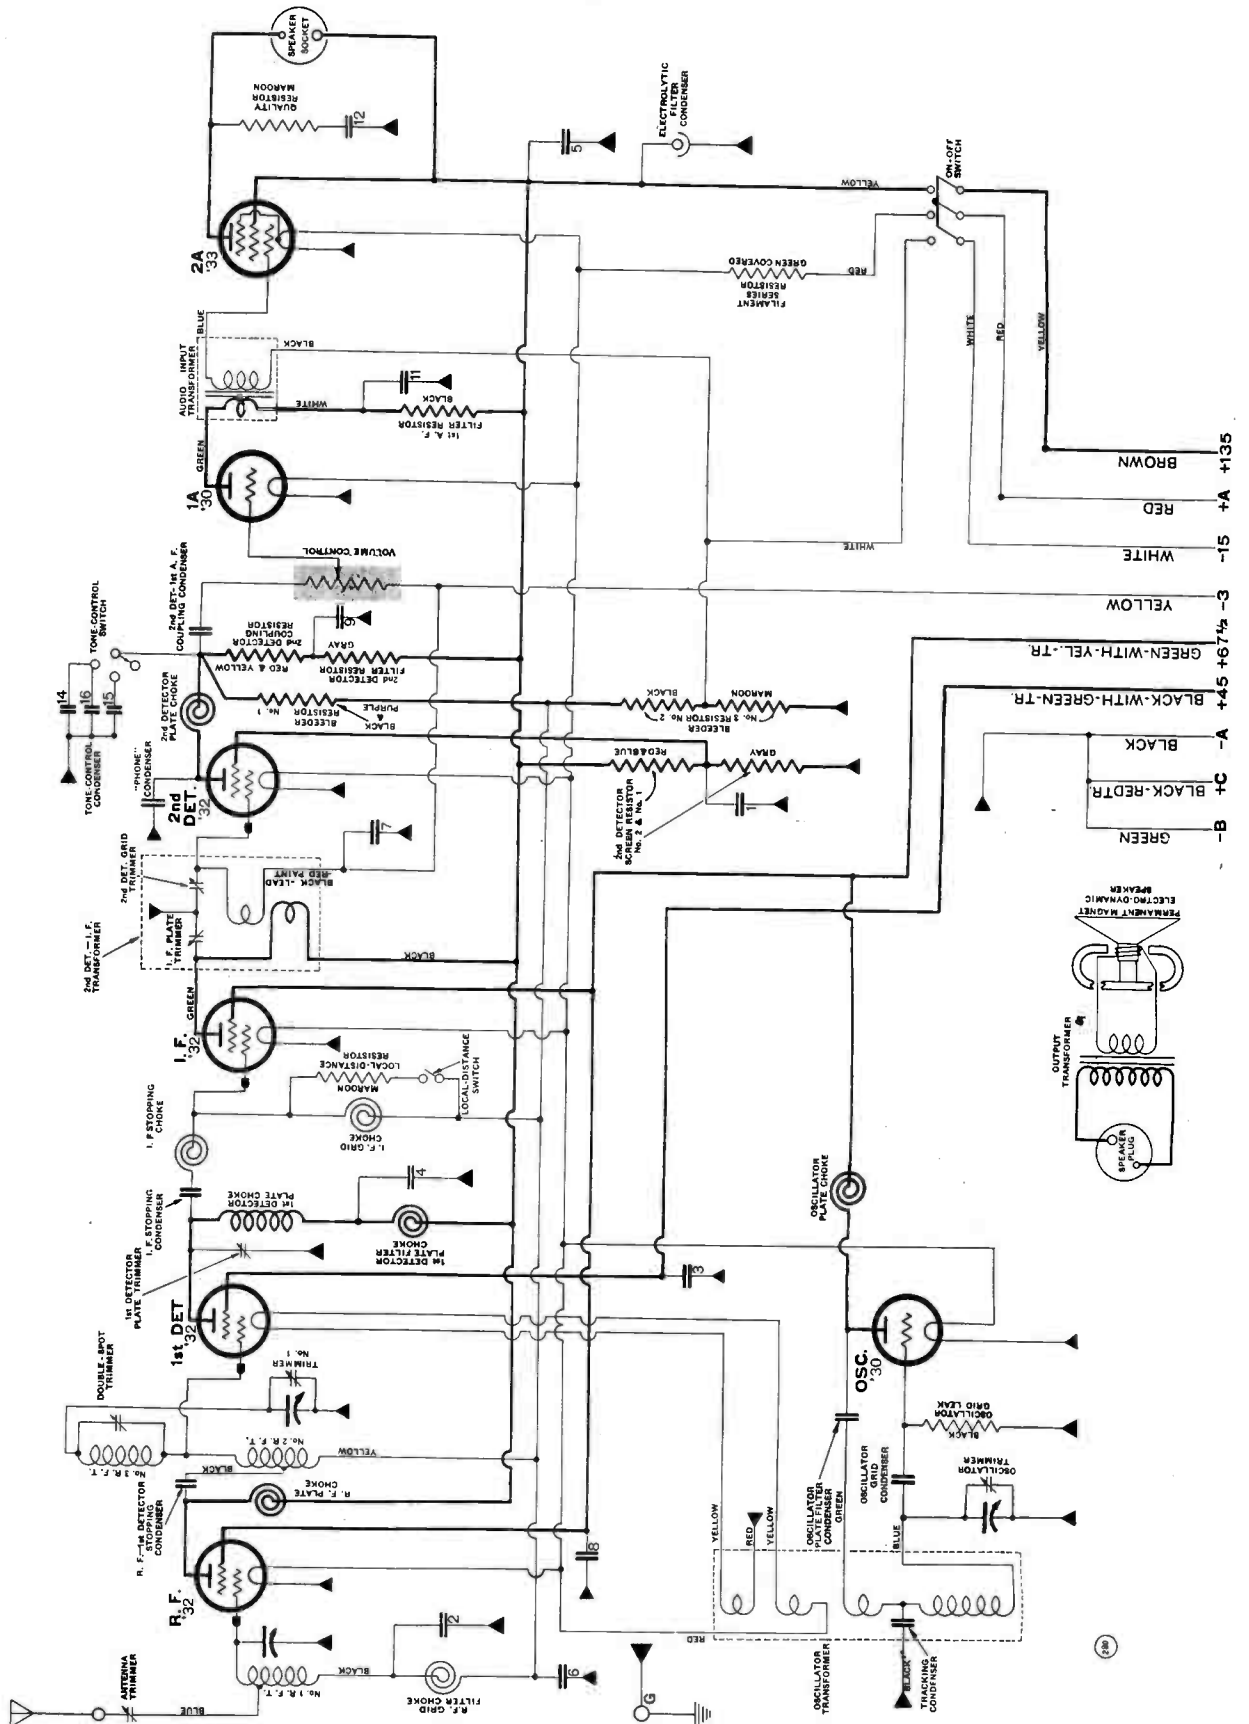 ANTENNA
TRIMMER
BLUE
No. 1 R. F. T.
BLACK
R.F. GRID
FILTER CHOKE
2
6
G
R. F.
'32
R. F.—1st DETECTOR
STOPPING
CONDENSER
BLACK
R. F. PLATE
CHOKE
8
No. 3 R. F. T.
DOUBLE-SPOT
TRIMMER
No. 2 R. F. T.
YELLOW
No. 1
TRIMMER
1st DET
'32
1st DETECTOR
PLATE TRIMMER
I. F. STOPPING
CONDENSER
1st DETECTOR
PLATE CHOKE
4
1st DETECTOR
PLATE FILTER
CHOKE
3
I. F. STOPPING
CHOKE
I. F. GRID
CHOKE
MAROON
LOCAL-DISTANCE
RESISTOR
LOCAL-DISTANCE
SWITCH
I. F.
'32
GREEN
2nd DET.—I. F.
TRANSFORMER
I. F. PLATE
TRIMMER
2nd DET. GRID
TRIMMER
BLACK
BLACK-LEAD
-RED PAINT
7
2nd
DET.
'32
"PHONE"
CONDENSER
2nd DETECTOR
PLATE CHOKE
TONE-CONTROL
CONDENSER
14
16
15
TONE-CONTROL
SWITCH
2nd DET-1st A. F.
COUPLING CONDENSER
BLEEDER
RESISTOR
No. 1
BLACK
&
PURPLE
RED & YELLOW
2nd DETECTOR
COUPLING
RESISTOR
GRAY
2nd DETECTOR
FILTER RESISTOR
9
VOLUME CONTROL
2nd DETECTOR
SCREEN RESISTOR
No. 2 & No. 1
RED&BLUE
GRAY
1
BLEEDER
No. 3 RESISTOR No. 2
BLACK
MAROON
1A
'30
GREEN
AUDIO INPUT
TRANSFORMER
BLUE
BLACK
WHITE
11
BLACK
1st A. F.
FILTER RESISTOR
2A
'33
QUALITY
RESISTOR
MAROON
12
SPEAKER
SOCKET
5
ELECTROLYTIC
FILTER
CONDENSER
FILAMENT
SERIES
RESISTOR
GREEN COVERED
RED
YELLOW
WHITE
ON-OFF
SWITCH
WHITE
RED
YELLOW
BROWN
+135
RED
+A
WHITE
-15
YELLOW
-3
GREEN-WITH-YEL.-TR.
+67½
BLACK-WITH-GREEN-TR.
+45
BLACK
-A
BLACK-REDTR.
+C
GREEN
-B
OSCILLATOR
PLATE CHOKE
OSC.
'30
BLACK
OSCILLATOR
GRID LEAK
OSCILLATOR
TRIMMER
OSCILLATOR
GRID
CONDENSER
OSCILLATOR
PLATE FILTER
CONDENSER
GREEN
BLUE
YELLOW
RED
YELLOW
RED
OSCILLATOR
TRANSFORMER
BLACK
TRACKING
CONDENSER
PERMANENT MAGNET
ELECTRO-DYNAMIC
SPEAKER
OUTPUT
TRANSFORMER
SPEAKER
PLUG
280